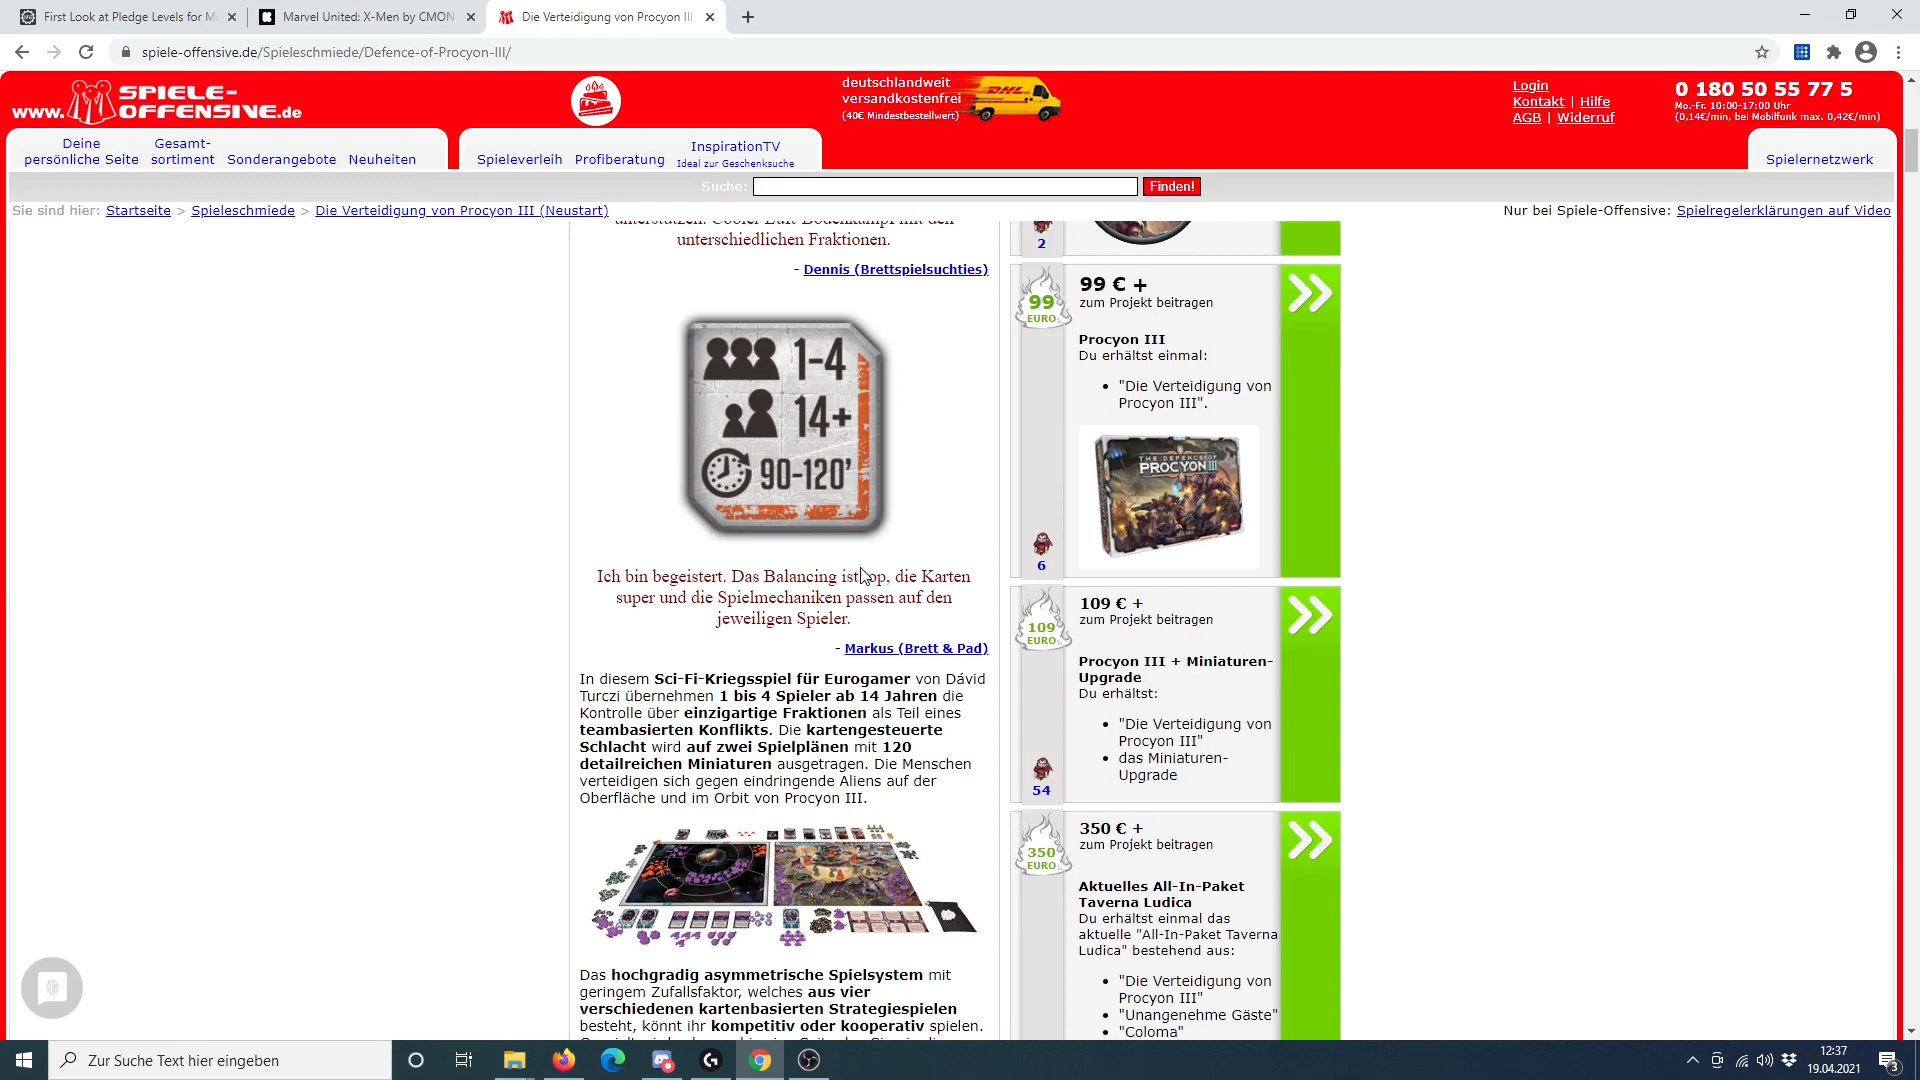 First Look at Pledge Levels for M
Marvel United: X-Men by CMON
Die Verteidigung von Procyon III
spiele-offensive.de/Spieleschmiede/Defence-of-Procyon-III/
www.SPIELE-OFFENSIVE.de
deutschlandweit
versandkostenfrei
(40€ Mindestbestellwert)
DHL
Login
Kontakt | Hilfe
AGB | Widerruf
0 180 50 55 77 5
Mo.-Fr. 10:00-17:00 Uhr
(0,14€/min, bei Mobilfunk max. 0,42€/min)
Deine
persönliche Seite
Gesamt-
sortiment
Sonderangebote
Neuheiten
Spieleverleih
Profiberatung
InspirationTV
Ideal zur Geschenksuche
Spielernetzwerk
Suche:
Finden!
Sie sind hier: Startseite > Spieleschmiede > Die Verteidigung von Procyon III (Neustart)
Nur bei Spiele-Offensive: Spielregelerklärungen auf Video
unterstützen. Cooler Luft-Bodenkampf mit den
unterschiedlichen Fraktionen.
- Dennis (Brettspielsuchties)
1-4
14+
90-120'
Ich bin begeistert. Das Balancing ist op, die Karten
super und die Spielmechaniken passen auf den
jeweiligen Spieler.
- Markus (Brett & Pad)
In diesem Sci-Fi-Kriegsspiel für Eurogamer von Dávid
Turczi übernehmen 1 bis 4 Spieler ab 14 Jahren die
Kontrolle über einzigartige Fraktionen als Teil eines
teambasierten Konflikts. Die kartengesteuerte
Schlacht wird auf zwei Spielplänen mit 120
detailreichen Miniaturen ausgetragen. Die Menschen
verteidigen sich gegen eindringende Aliens auf der
Oberfläche und im Orbit von Procyon III.
Das hochgradig asymmetrische Spielsystem mit
geringem Zufallsfaktor, welches aus vier
verschiedenen kartenbasierten Strategiespielen
besteht, könnt ihr kompetitiv oder kooperativ spielen.
2
99
EURO
99 € +
zum Projekt beitragen
Procyon III
Du erhältst einmal:
• "Die Verteidigung von
Procyon III".
THE DEFENCE OF
PROCYON III
6
109
EURO
109 € +
zum Projekt beitragen
Procyon III + Miniaturen-
Upgrade
Du erhältst:
• "Die Verteidigung von
Procyon III"
• das Miniaturen-
Upgrade
54
350
EURO
350 € +
zum Projekt beitragen
Aktuelles All-In-Paket
Taverna Ludica
Du erhältst einmal das
aktuelle "All-In-Paket Taverna
Ludica" bestehend aus:
• "Die Verteidigung von
Procyon III"
• "Unangenehme Gäste"
• "Coloma"
Zur Suche Text hier eingeben
12:37
19.04.2021
3